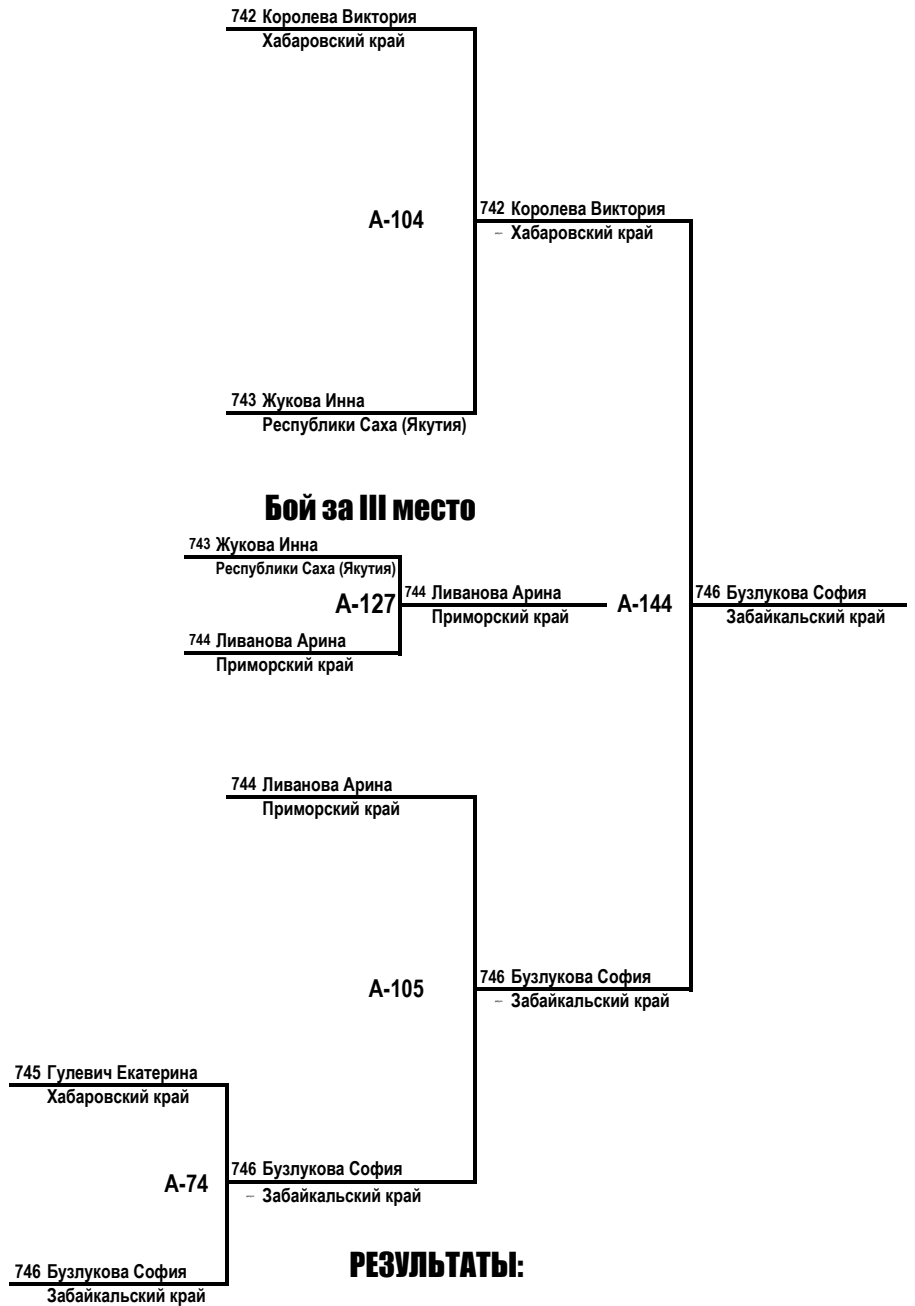 742 Королева Виктория
Хабаровский край
А-104
742 Королева Виктория
– Хабаровский край
743 Жукова Инна
Республики Саха (Якутия)
Бой за III место
743 Жукова Инна
Республики Саха (Якутия)
А-127
744 Ливанова Арина
Приморский край
А-144
746 Бузлукова София
Забайкальский край
744 Ливанова Арина
Приморский край
744 Ливанова Арина
Приморский край
А-105
746 Бузлукова София
– Забайкальский край
745 Гулевич Екатерина
Хабаровский край
А-74
746 Бузлукова София
– Забайкальский край
746 Бузлукова София
Забайкальский край
РЕЗУЛЬТАТЫ: